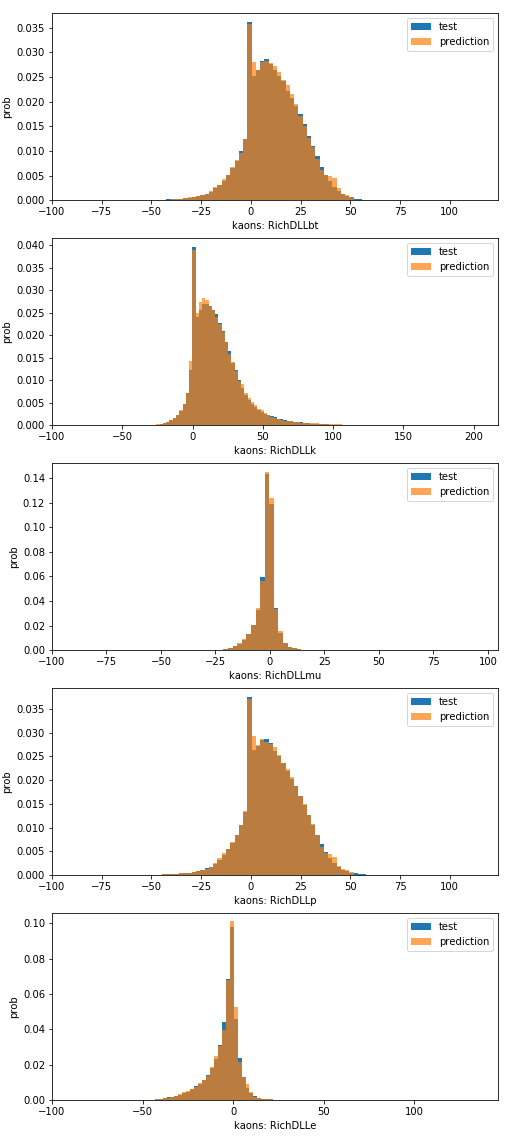 0.035
0.030
0.025
0.020
0.015
0.010
0.005
0.000
prob
test
prediction
−100 −75 −50 −25 0 25 50 75 100
kaons: RichDLLbt
0.040
0.035
0.030
0.025
0.020
0.015
0.010
0.005
0.000
prob
test
prediction
−100 −50 0 50 100 150 200
kaons: RichDLLk
0.14
0.12
0.10
0.08
0.06
0.04
0.02
0.00
prob
test
prediction
−100 −75 −50 −25 0 25 50 75 100
kaons: RichDLLmu
0.035
0.030
0.025
0.020
0.015
0.010
0.005
0.000
prob
test
prediction
−100 −75 −50 −25 0 25 50 75 100
kaons: RichDLLp
0.10
0.08
0.06
0.04
0.02
0.00
prob
test
prediction
−100 −50 0 50 100
kaons: RichDLLe